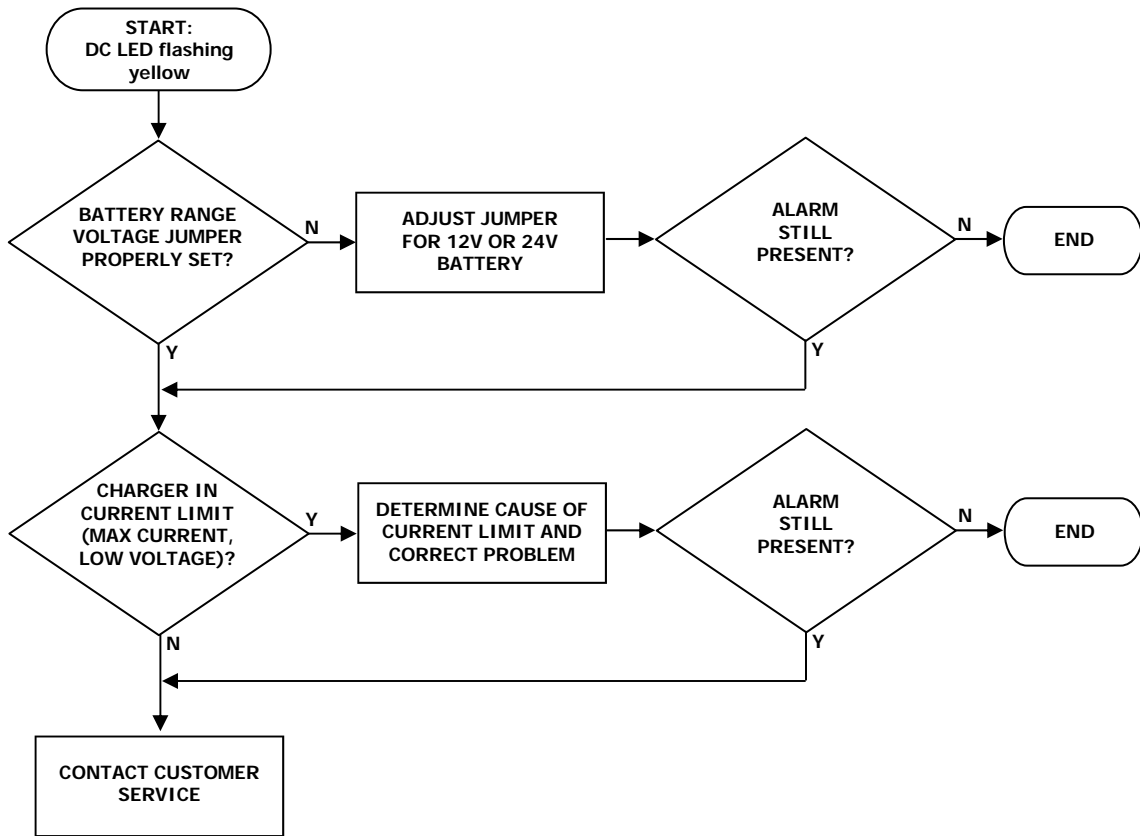 START:
DC LED flashing
yellow
BATTERY RANGE
VOLTAGE JUMPER
PROPERLY SET?
N
ADJUST JUMPER
FOR 12V OR 24V
BATTERY
ALARM
STILL
PRESENT?
N
END
Y
Y
CHARGER IN
CURRENT LIMIT
(MAX CURRENT,
LOW VOLTAGE)?
Y
DETERMINE CAUSE OF
CURRENT LIMIT AND
CORRECT PROBLEM
ALARM
STILL
PRESENT?
N
END
N
Y
CONTACT CUSTOMER
SERVICE